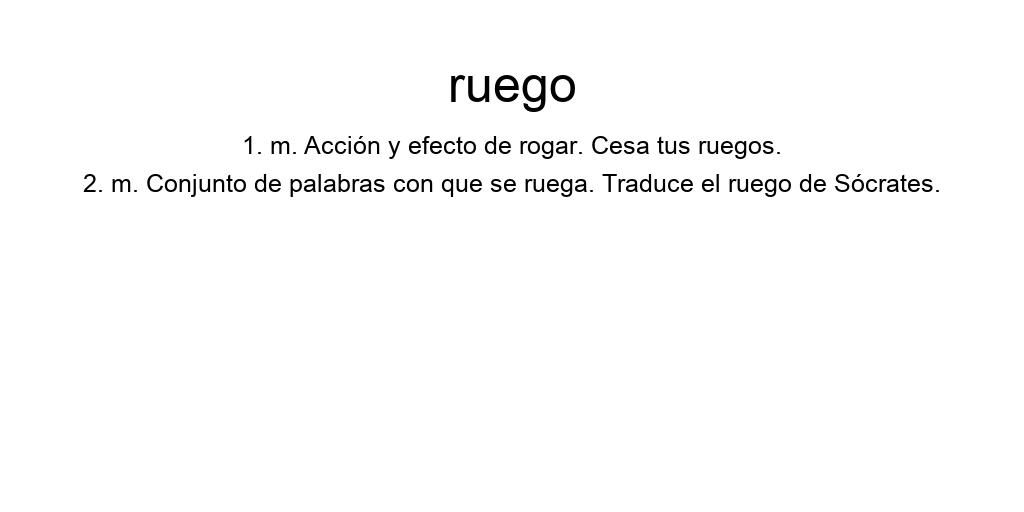 ruego
1. m. Acción y efecto de rogar. Cesa tus ruegos.
2. m. Conjunto de palabras con que se ruega. Traduce el ruego de Sócrates.